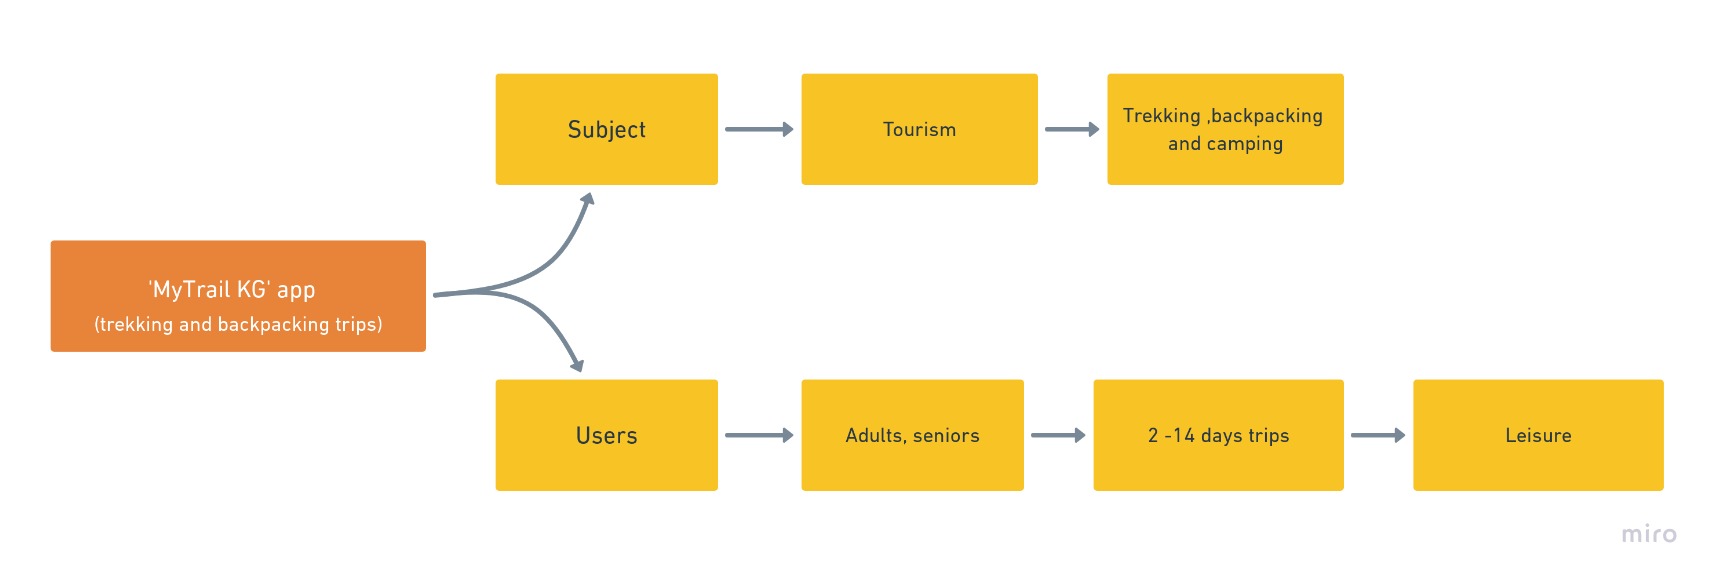 Subject
Tourism
Trekking ,backpacking
and camping
'MyTrail KG' app
(trekking and backpacking trips)
Users
Adults, seniors
2 -14 days trips
Leisure
miro